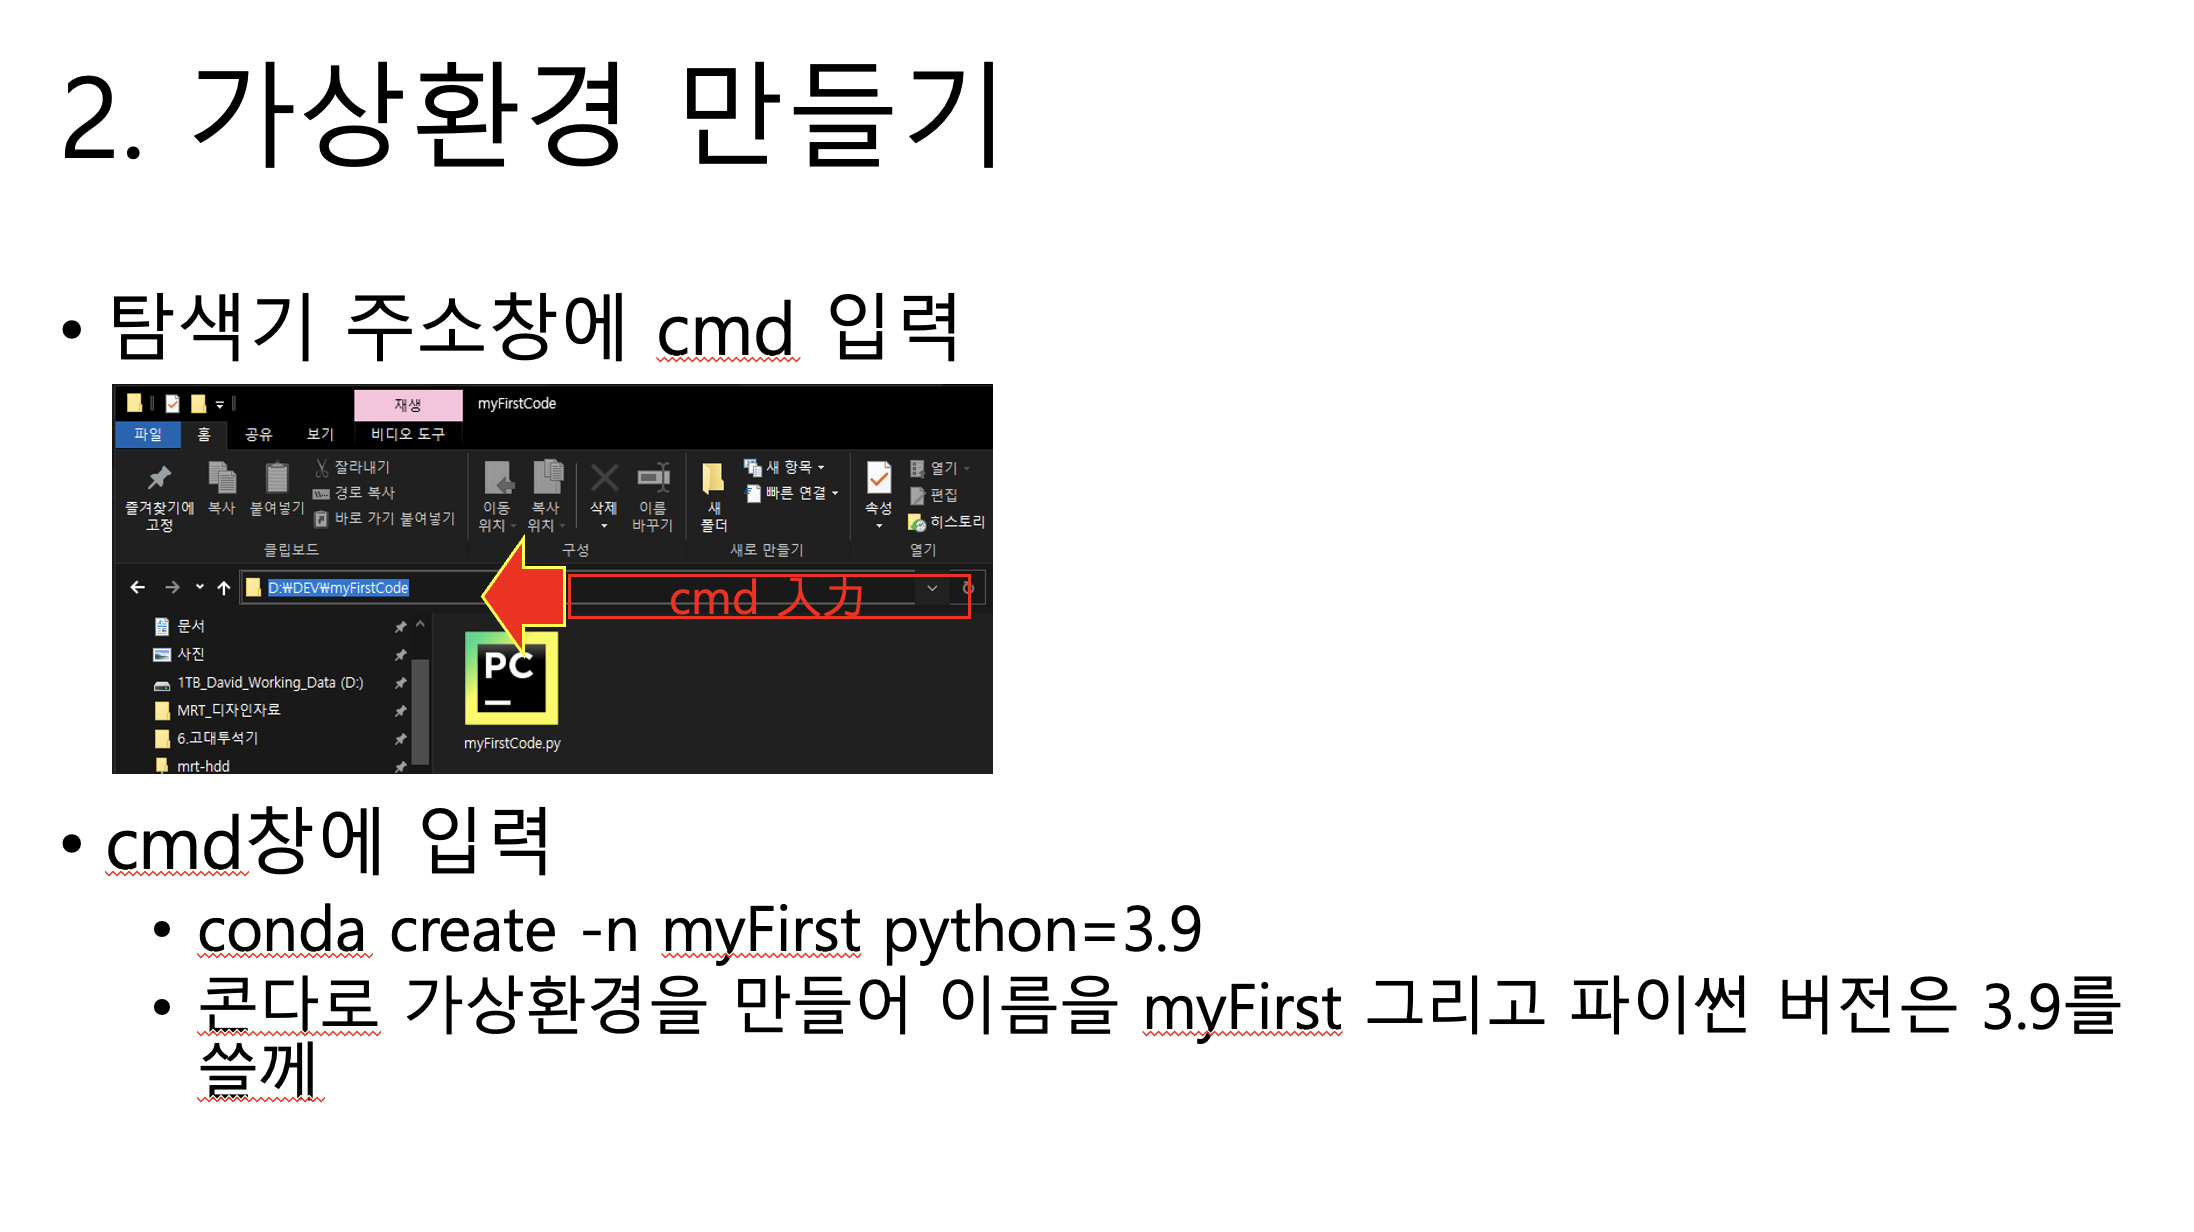 2. 가상환경 만들기
• 탐색기 주소창에 cmd 입력
재생
myFirstCode
파일 홈 공유 보기 비디오 도구
즐겨찾기에
고정
복사
붙여넣기
잘라내기
경로 복사
바로 가기 붙여넣기
클립보드
이동
위치
복사
위치
삭제
이름
바꾸기
구성
새
폴더
새 항목
빠른 연결
새로 만들기
속성
열기
편집
히스토리
열기
D:\DEV\myFirstCode
cmd 入力
문서
사진
1TB_David_Working_Data (D:)
MRT_디자인자료
6.고대투석기
mrt-hdd
PC
myFirstCode.py
• cmd창에 입력
• conda create -n myFirst python=3.9
• 콘다로 가상환경을 만들어 이름을 myFirst 그리고 파이썬 버전은 3.9를
쓸께